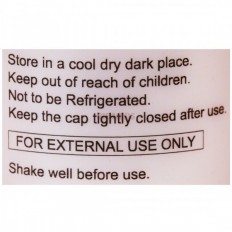 Store in a cool dry dark place.
Keep out of reach of children.
Not to be Refrigerated.
Keep the cap tightly closed after use.
FOR EXTERNAL USE ONLY
Shake well before use.